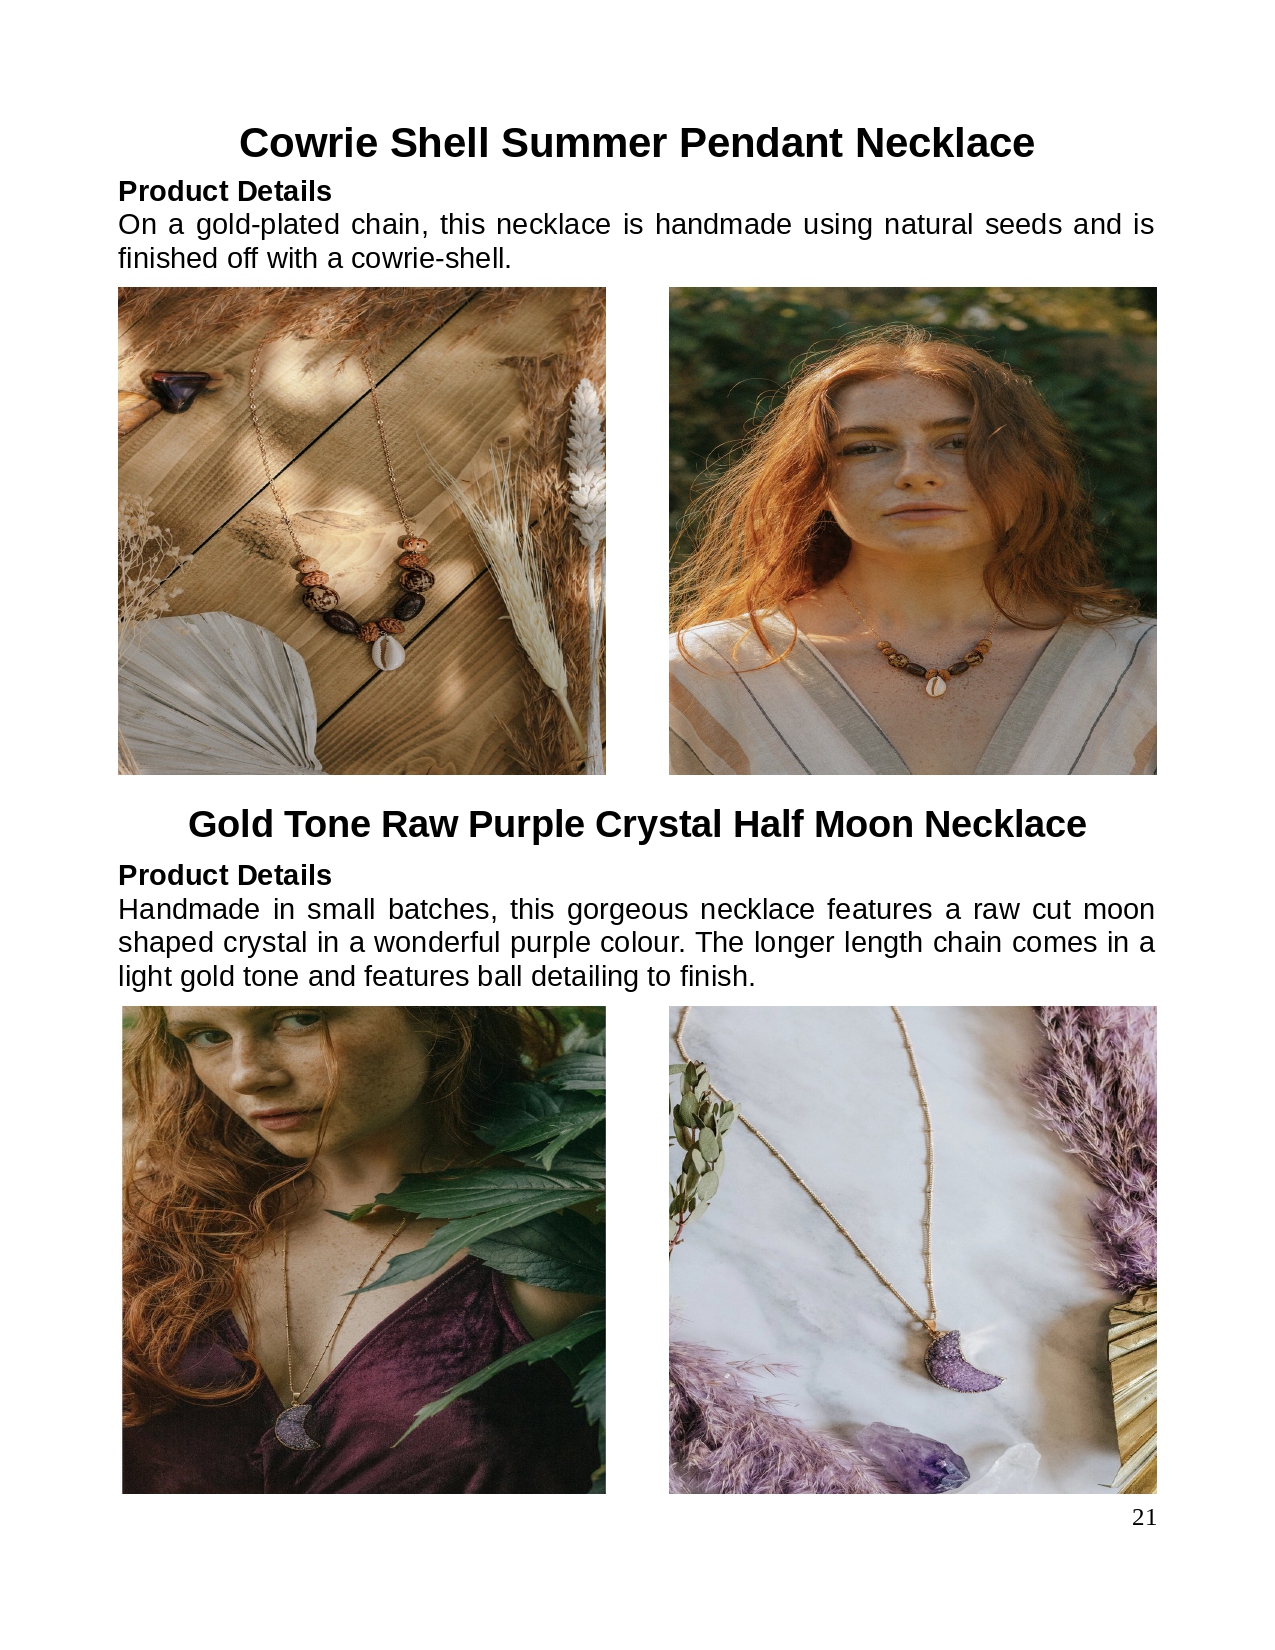 Cowrie Shell Summer Pendant Necklace
Product Details
On a gold-plated chain, this necklace is handmade using natural seeds and is
finished off with a cowrie-shell.
Gold Tone Raw Purple Crystal Half Moon Necklace
Product Details
Handmade in small batches, this gorgeous necklace features a raw cut moon
shaped crystal in a wonderful purple colour. The longer length chain comes in a
light gold tone and features ball detailing to finish.
21